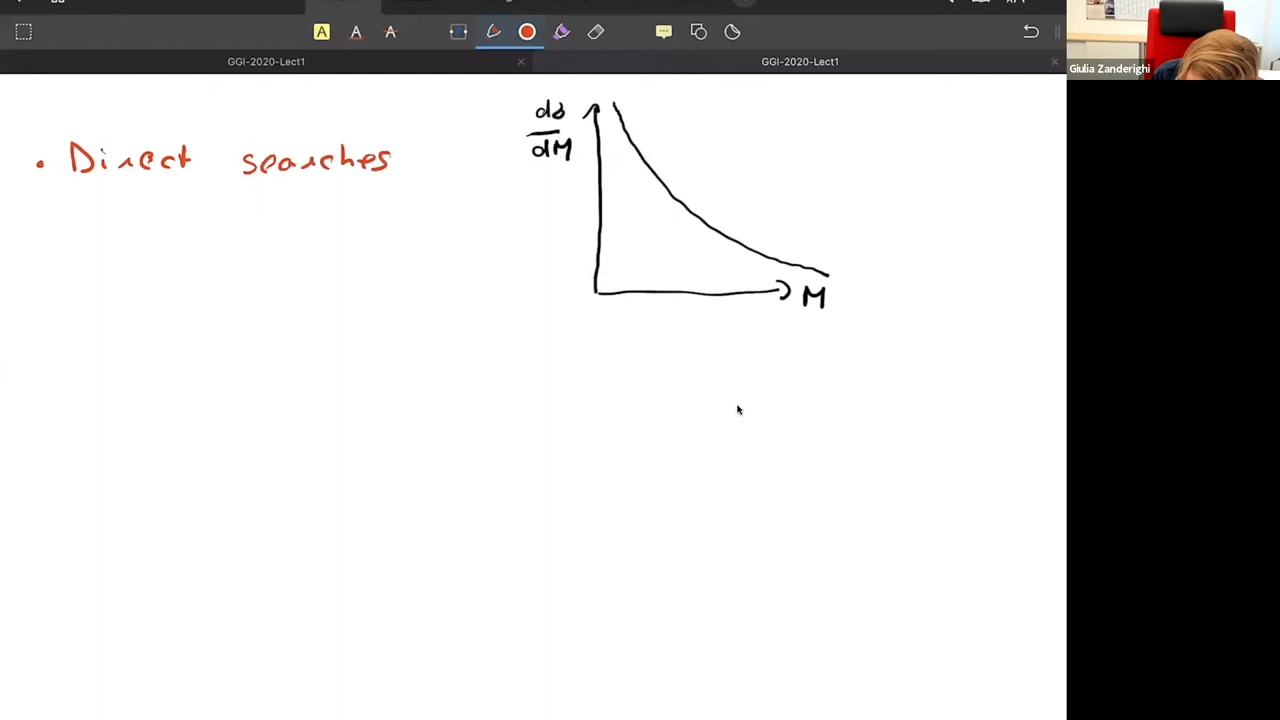 GGI-2020-Lect1
GGI-2020-Lect1
Giulia Zanderighi
• Direct searches
dσ
dM
M